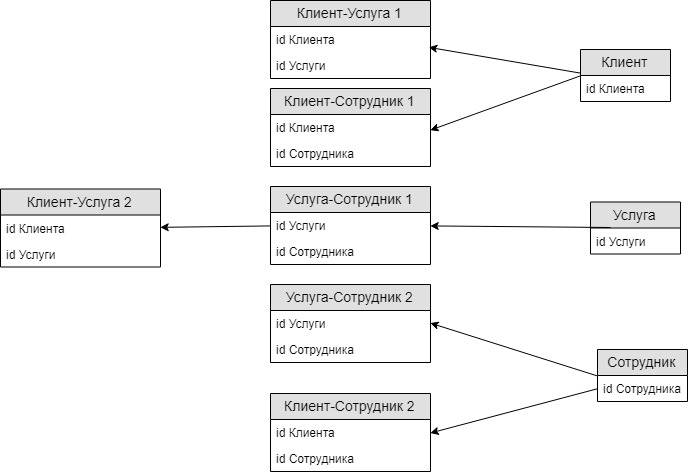 Клиент-Услуга 1
id Клиента
id Услуги
Клиент
id Клиента
Клиент-Сотрудник 1
id Клиента
id Сотрудника
Клиент-Услуга 2
id Клиента
id Услуги
Услуга-Сотрудник 1
id Услуги
id Сотрудника
Услуга
id Услуги
Услуга-Сотрудник 2
id Услуги
id Сотрудника
Сотрудник
id Сотрудника
Клиент-Сотрудник 2
id Клиента
id Сотрудника